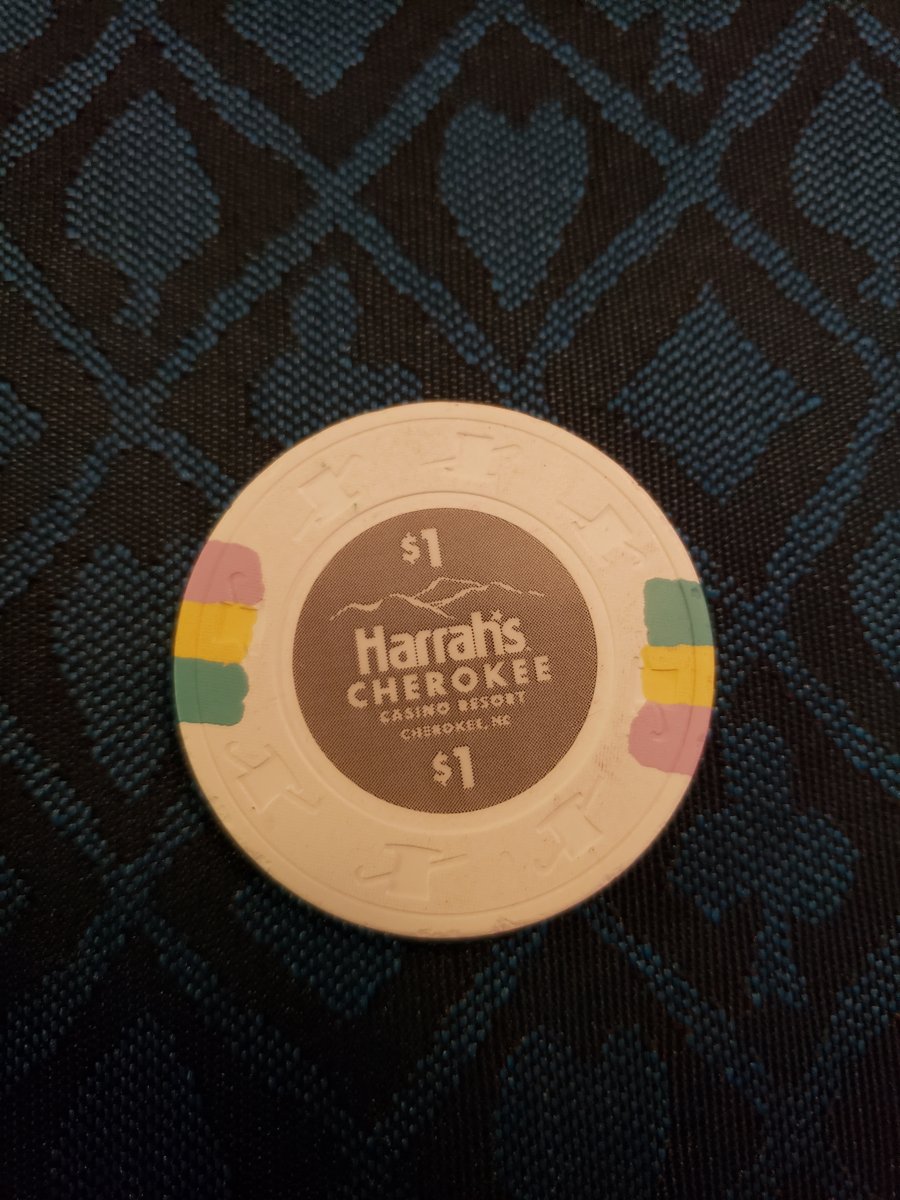 $1
Harrah's
CHEROKEE
CASINO RESORT
CHEROKEE, NC
$1